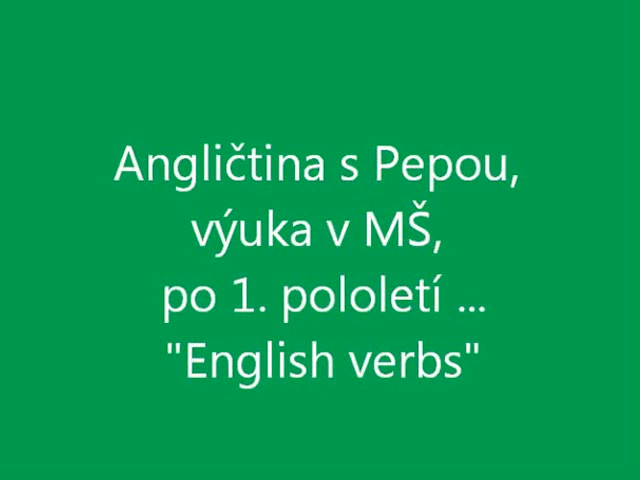 Angličtina s Pepou,
výuka v MŠ,
po 1. pololetí ...
"English verbs"